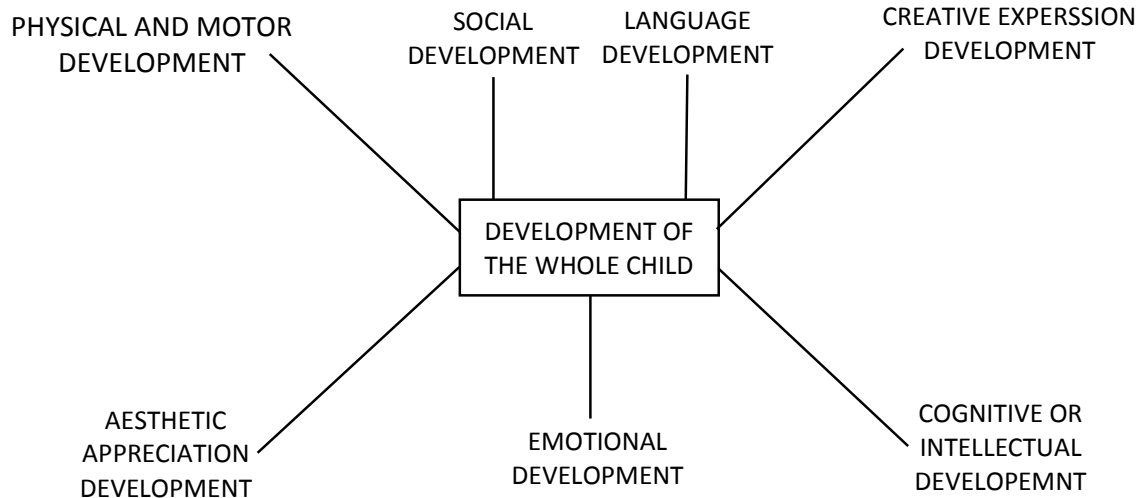 PHYSICAL AND MOTOR
DEVELOPMENT
SOCIAL
DEVELOPMENT
LANGUAGE
DEVELOPMENT
CREATIVE EXPERSSION
DEVELOPMENT
DEVELOPMENT OF
THE WHOLE CHILD
AESTHETIC
APPRECIATION
DEVELOPMENT
EMOTIONAL
DEVELOPMENT
COGNITIVE OR
INTELLECTUAL
DEVELOPEMNT